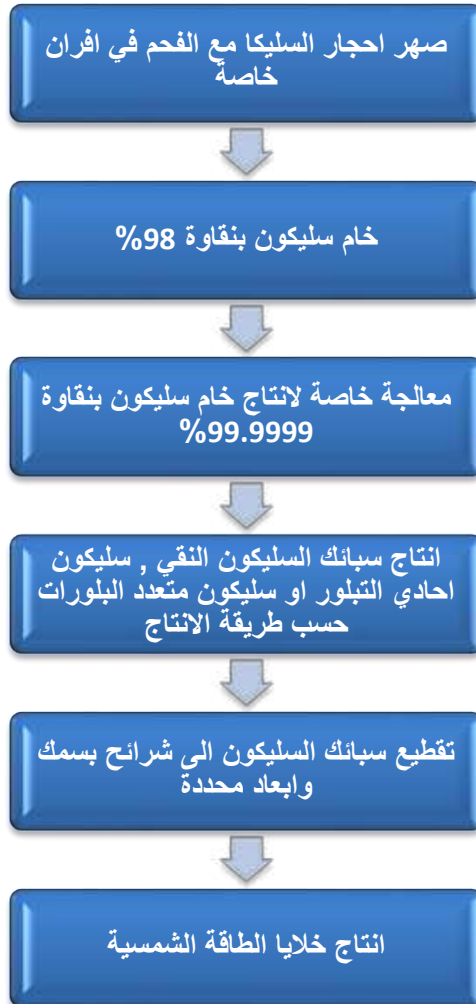 صهر احجار السليكا مع الفحم في افران
خاصة
خام سليكون بنقاوة 98%
معالجة خاصة لانتاج خام سليكون بنقاوة
99.9999%
انتاج سبائك السليكون النقي , سليكون
احادي التبلور او سليكون متعدد البلورات
حسب طريقة الانتاج
تقطيع سبائك السليكون الى شرائح بسمك
وابعاد محددة
انتاج خلايا الطاقة الشمسية